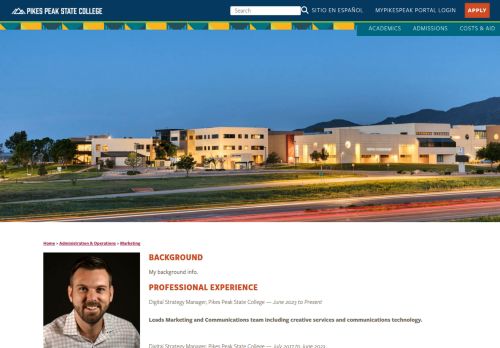 PIKES PEAK STATE COLLEGE
Search
SITIO EN ESPAÑOL
MYPIKESPEAK PORTAL LOGIN
APPLY
ACADEMICS
ADMISSIONS
COSTS & AID
Home » Administration & Operations » Marketing
BACKGROUND
My background info.
PROFESSIONAL EXPERIENCE
Digital Strategy Manager, Pikes Peak State College — June 2023 to Present
Leads Marketing and Communications team including creative services and communications technology.
Digital Strategy Manager, Pikes Peak State College — July 2017 to June 2023